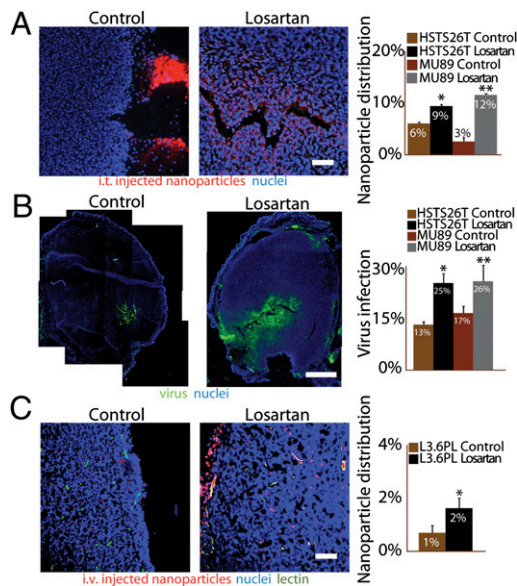 A
Control
Losartan
i.t. injected nanoparticles nuclei
Nanoparticle distribution
20%
10%
0%
HSTS26T Control
HSTS26T Losartan
MU89 Control
MU89 Losartan
6%
*
9%
3%
**
12%
B
Control
Losartan
virus nuclei
Virus infection
30%
15%
0%
HSTS26T Control
HSTS26T Losartan
MU89 Control
MU89 Losartan
13%
*
25%
17%
**
26%
C
Control
Losartan
i.v. injected nanoparticles nuclei lectin
Nanoparticle distribution
4%
2%
0%
L3.6PL Control
L3.6PL Losartan
1%
*
2%